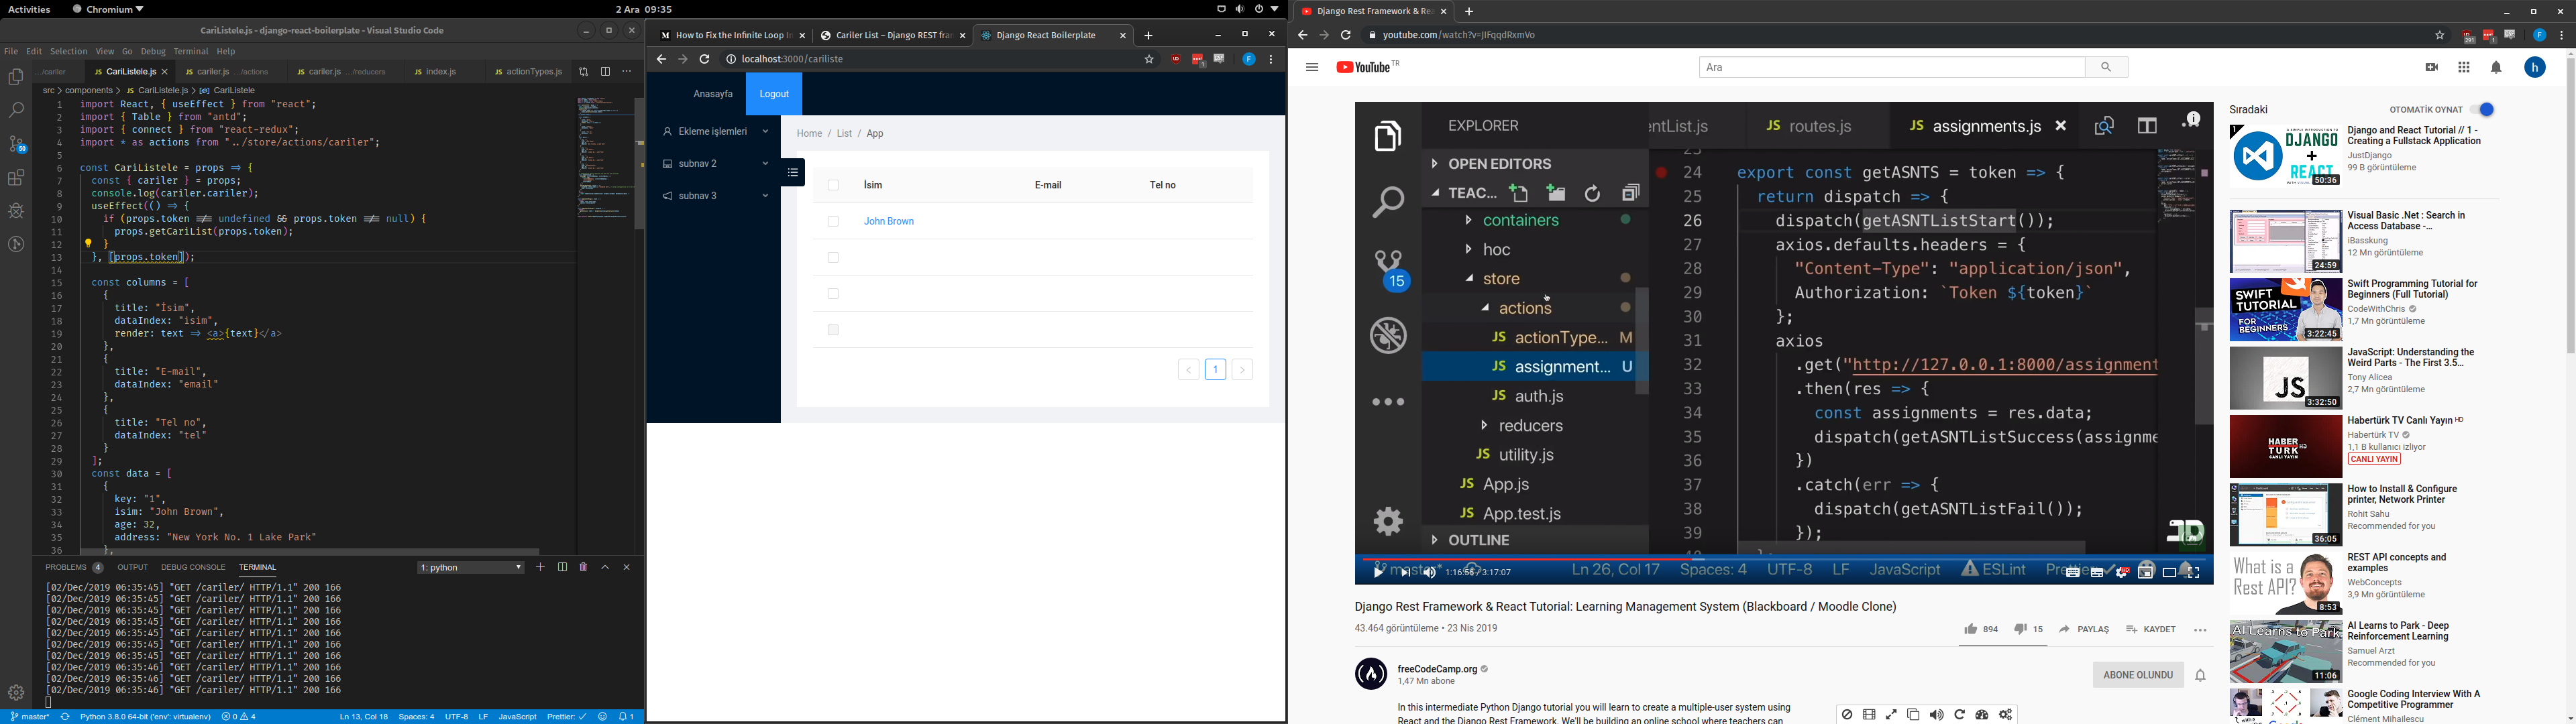 Activities
Chromium
2 Ara 09:35
CariListele.js - django-react-boilerplate - Visual Studio Code
File Edit Selection View Go Debug Terminal Help
.../cariler
JS CariListele.js
JS cariler.js .../actions
JS cariler.js .../reducers
JS index.js
JS actionTypes.js
src > components > JS CariListele.js > CariListele
1 import React, { useEffect } from "react";
2 import { Table } from "antd";
3 import { connect } from "react-redux";
4 import * as actions from "../store/actions/cariler";
5
6 const CariListele = props => {
7 const { cariler } = props;
8 console.log(cariler.cariler);
9 useEffect(() => {
10 if (props.token !== undefined && props.token !== null) {
11 props.getCariList(props.token);
12 }
13 }, [props.token]);
14
15 const columns = [
16 {
17 title: "İsim",
18 dataIndex: "isim",
19 render: text => <a>{text}</a>
20 },
21 {
22 title: "E-mail",
23 dataIndex: "email"
24 },
25 {
26 title: "Tel no",
27 dataIndex: "tel"
28 }
29 ];
30 const data = [
31 {
32 key: "1",
33 isim: "John Brown",
34 age: 32,
35 address: "New York No. 1 Lake Park"
36 },
PROBLEMS 4 OUTPUT DEBUG CONSOLE TERMINAL
1: python
[02/Dec/2019 06:35:45] "GET /cariler/ HTTP/1.1" 200 166
[02/Dec/2019 06:35:45] "GET /cariler/ HTTP/1.1" 200 166
[02/Dec/2019 06:35:45] "GET /cariler/ HTTP/1.1" 200 166
[02/Dec/2019 06:35:45] "GET /cariler/ HTTP/1.1" 200 166
[02/Dec/2019 06:35:45] "GET /cariler/ HTTP/1.1" 200 166
[02/Dec/2019 06:35:45] "GET /cariler/ HTTP/1.1" 200 166
[02/Dec/2019 06:35:45] "GET /cariler/ HTTP/1.1" 200 166
[02/Dec/2019 06:35:46] "GET /cariler/ HTTP/1.1" 200 166
[02/Dec/2019 06:35:46] "GET /cariler/ HTTP/1.1" 200 166
[02/Dec/2019 06:35:46] "GET /cariler/ HTTP/1.1" 200 166
50
master* Python 3.8.0 64-bit ('env': virtualenv) 0 4
Ln 13, Col 18 Spaces: 4 UTF-8 LF JavaScript Prettier: ✓ 1
How to Fix the Infinite Loop In
Cariler List – Django REST fra
Django React Boilerplate
localhost:3000/cariliste
Anasayfa
Logout
Ekleme işlemleri
subnav 2
subnav 3
Home / List / App
İsim E-mail Tel no
John Brown
1
Django Rest Framework & Rea
youtube.com/watch?v=JIFqqdRxmVo
YouTube TR
Ara
EXPLORER
OPEN EDITORS
TEAC...
containers
hoc
store
actions
JS actionType... M
JS assignment... U
JS auth.js
reducers
JS utility.js
JS App.js
JS App.test.js
OUTLINE
15
entList.js
JS routes.js
JS assignments.js
23
24 export const getASNTS = token => {
25 return dispatch => {
26 dispatch(getASNTListStart());
27 axios.defaults.headers = {
28 "Content-Type": "application/json",
29 Authorization: `Token ${token}`
30 };
31 axios
32 .get("http://127.0.0.1:8000/assignment
33 .then(res => {
34 const assignments = res.data;
35 dispatch(getASNTListSuccess(assignme
36 })
37 .catch(err => {
38 dispatch(getASNTListFail());
39 });
master* Ln 26, Col 17 Spaces: 4 UTF-8 LF JavaScript ESLint Prettier ✓
1:16:56 / 3:17:07
Django Rest Framework & React Tutorial: Learning Management System (Blackboard / Moodle Clone)
43.464 görüntüleme • 23 Nis 2019
894 15 PAYLAŞ KAYDET
freeCodeCamp.org
1,47 Mn abone
ABONE OLUNDU
In this intermediate Python Django tutorial you will learn to create a multiple-user system using
React and the Django Rest Framework. We'll be building an online school where teachers can
Sıradaki
OTOMATİK OYNAT
DJANGO
+
REACT
50:36
Django and React Tutorial // 1 -
Creating a Fullstack Application
JustDjango
99 B görüntüleme
24:59
Visual Basic .Net : Search in
Access Database -...
iBasskung
12 Mn görüntüleme
SWIFT
TUTORIAL
FOR
BEGINNERS
3:22:45
Swift Programming Tutorial for
Beginners (Full Tutorial)
CodeWithChris
1,7 Mn görüntüleme
JS
3:32:50
JavaScript: Understanding the
Weird Parts - The First 3.5...
Tony Alicea
2,7 Mn görüntüleme
HABER
TURK HD
CANLI YAYIN
Habertürk TV Canlı Yayın ᴴᴰ
Habertürk TV
1,1 B kullanıcı izliyor
CANLI YAYIN
36:05
How to Install & Configure
printer, Network Printer
Rohit Sahu
Recommended for you
What is a
Rest API?
8:53
REST API concepts and
examples
WebConcepts
3,9 Mn görüntüleme
AI Learns to Park
11:06
AI Learns to Park - Deep
Reinforcement Learning
Samuel Arzt
Recommended for you
Google Coding Interview With A
Competitive Programmer
Clément Mihailescu